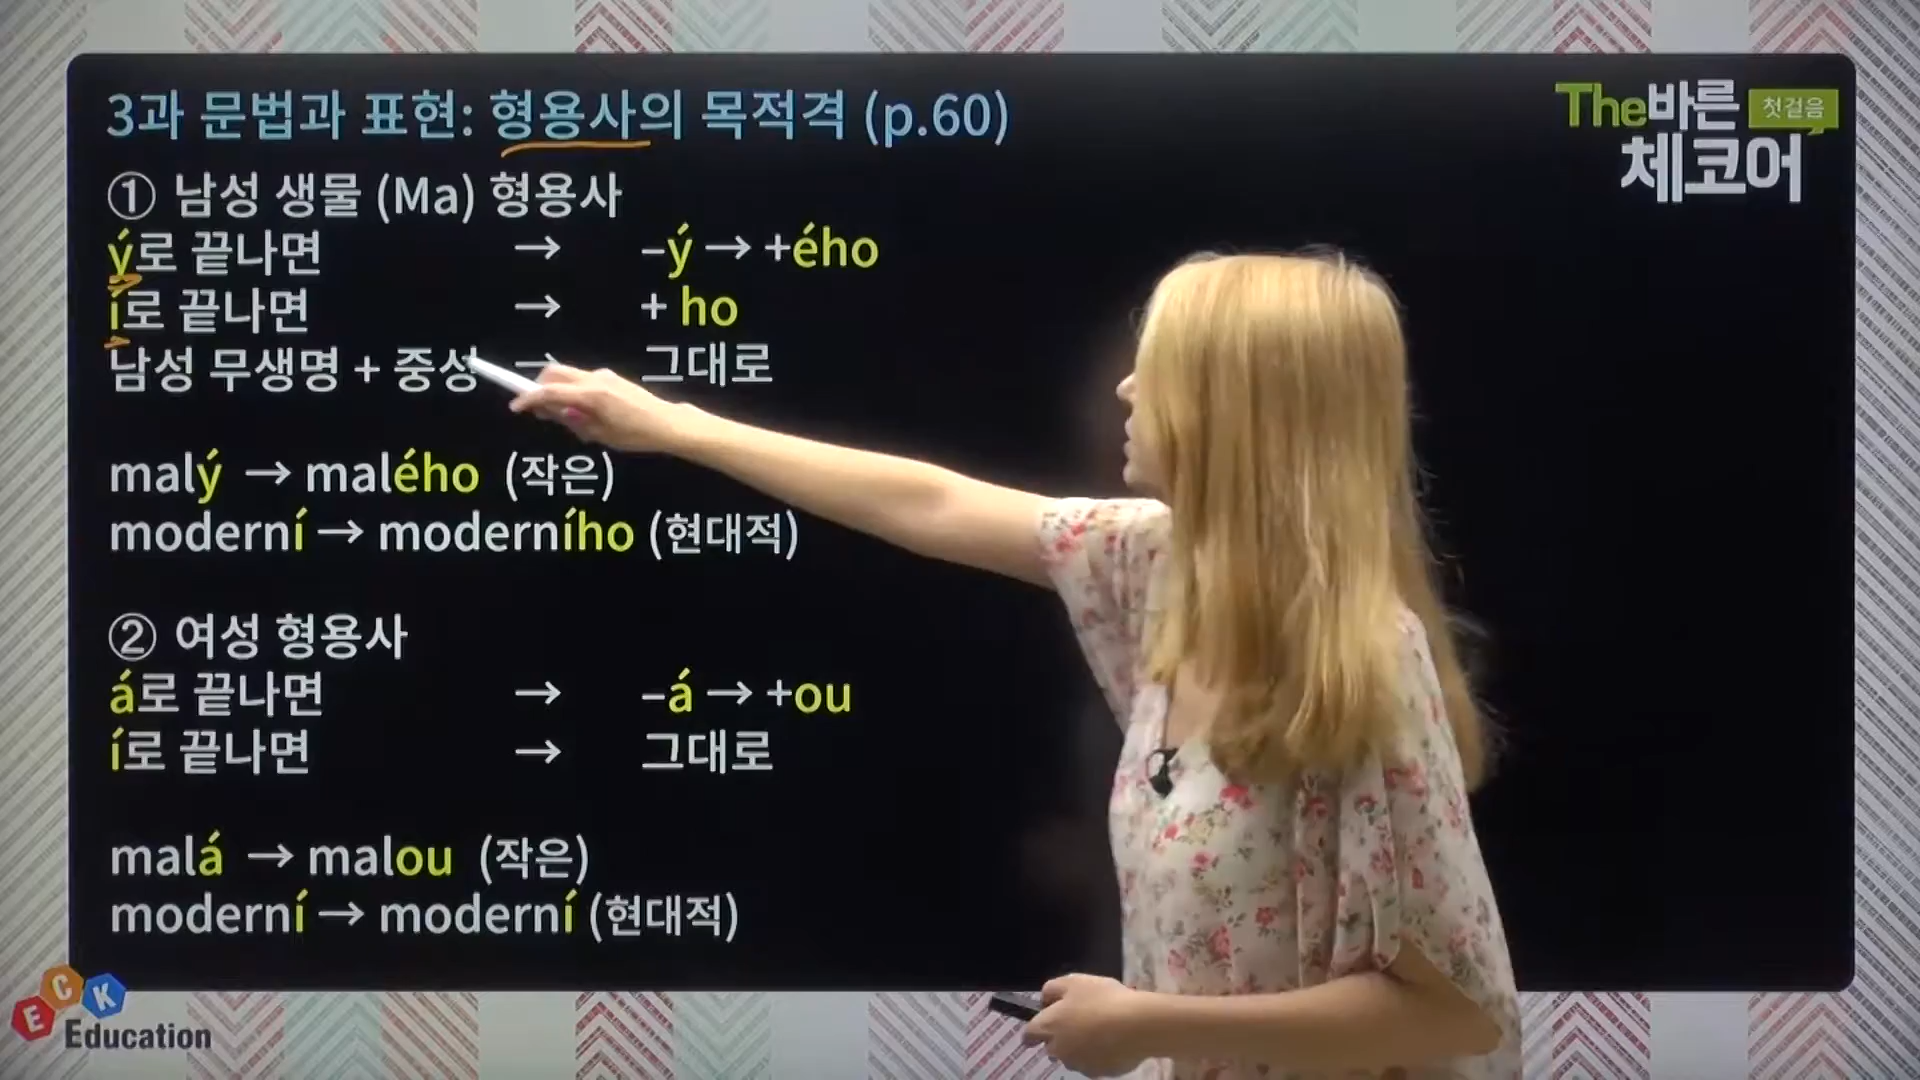 3과 문법과 표현: 형용사의 목적격 (p.60)
The바른 첫걸음
체코어
① 남성 생물 (Ma) 형용사
ý로 끝나면 → –ý → +ého
í로 끝나면 → + ho
남성 무생명 + 중성 → 그대로
malý → malého (작은)
moderní → moderního (현대적)
② 여성 형용사
á로 끝나면 → –á → +ou
í로 끝나면 → 그대로
malá → malou (작은)
moderní → moderní (현대적)
ECK
Education